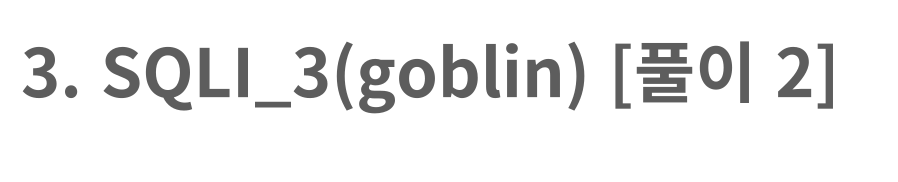 3. SQLI_3(goblin) [풀이 2]